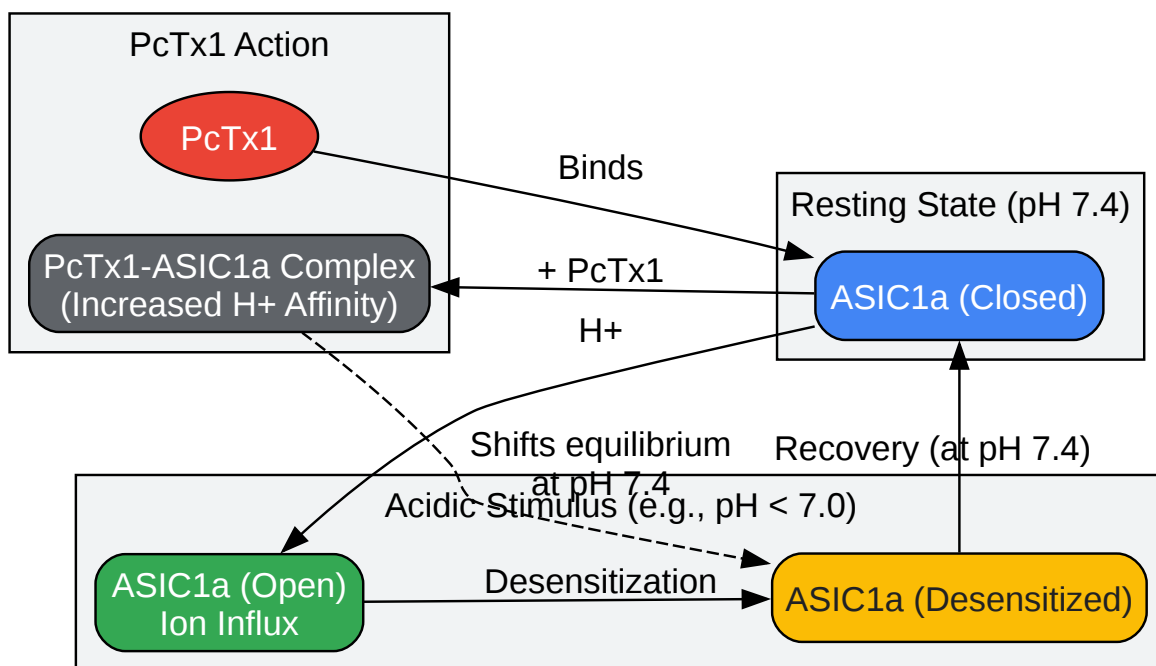 PcTx1 Action
PcTx1
Binds
Resting State (pH 7.4)
PcTx1-ASIC1a Complex
(Increased H+ Affinity)
+ PcTx1
ASIC1a (Closed)
H+
Shifts equilibrium
at pH 7.4
Recovery (at pH 7.4)
Acidic Stimulus (e.g., pH < 7.0)
ASIC1a (Open)
Ion Influx
Desensitization
ASIC1a (Desensitized)